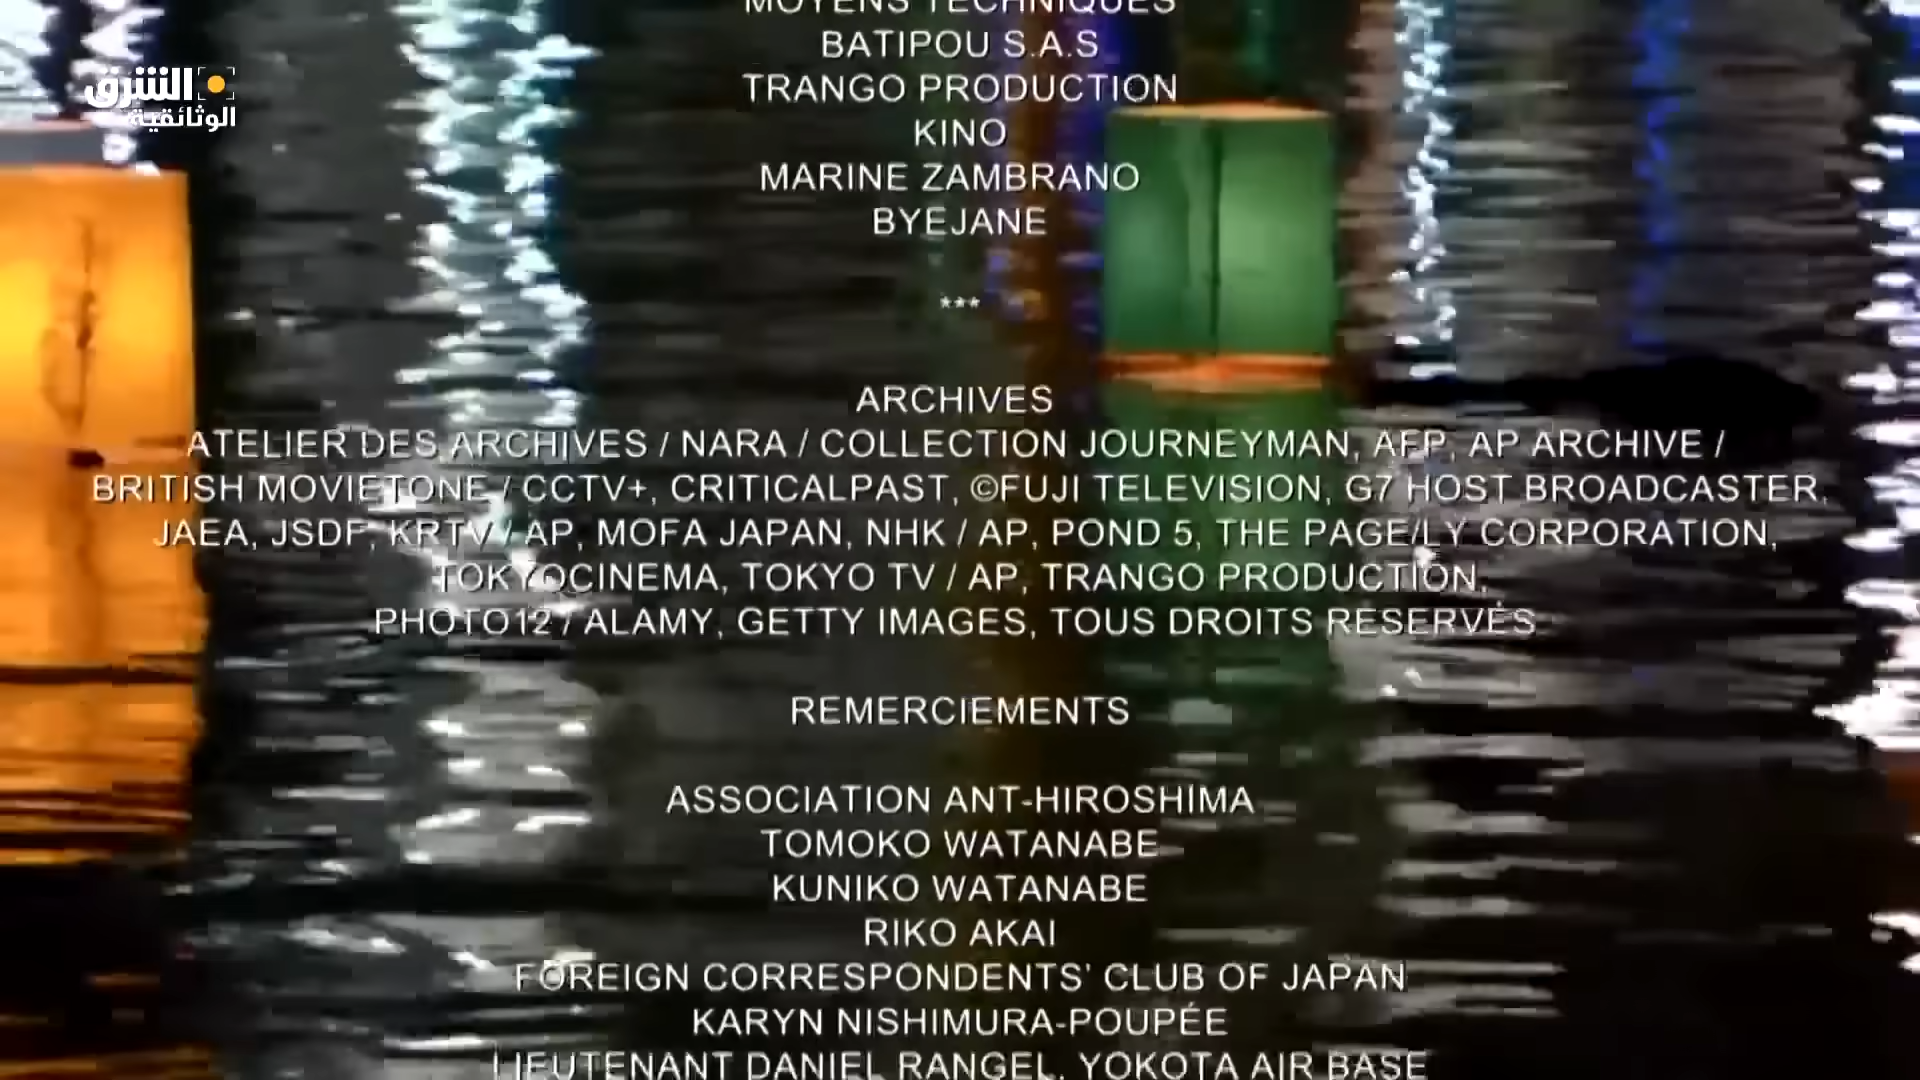 الشرق
الوثائقية
MOYENS TECHNIQUES
BATIPOU S.A.S
TRANGO PRODUCTION
KINO
MARINE ZAMBRANO
BYEJANE
***
ARCHIVES
ATELIER DES ARCHIVES / NARA / COLLECTION JOURNEYMAN, AFP, AP ARCHIVE /
BRITISH MOVIETONE / CCTV+, CRITICALPAST, ©FUJI TELEVISION, G7 HOST BROADCASTER,
JAEA, JSDF, KRTV / AP, MOFA JAPAN, NHK / AP, POND 5, THE PAGE/LY CORPORATION,
TOKYOCINEMA, TOKYO TV / AP, TRANGO PRODUCTION,
PHOTO12 / ALAMY, GETTY IMAGES, TOUS DROITS RESERVÉS
REMERCIEMENTS
ASSOCIATION ANT-HIROSHIMA
TOMOKO WATANABE
KUNIKO WATANABE
RIKO AKAI
FOREIGN CORRESPONDENTS' CLUB OF JAPAN
KARYN NISHIMURA-POUPÉE
LIEUTENANT DANIEL RANGEL, YOKOTA AIR BASE